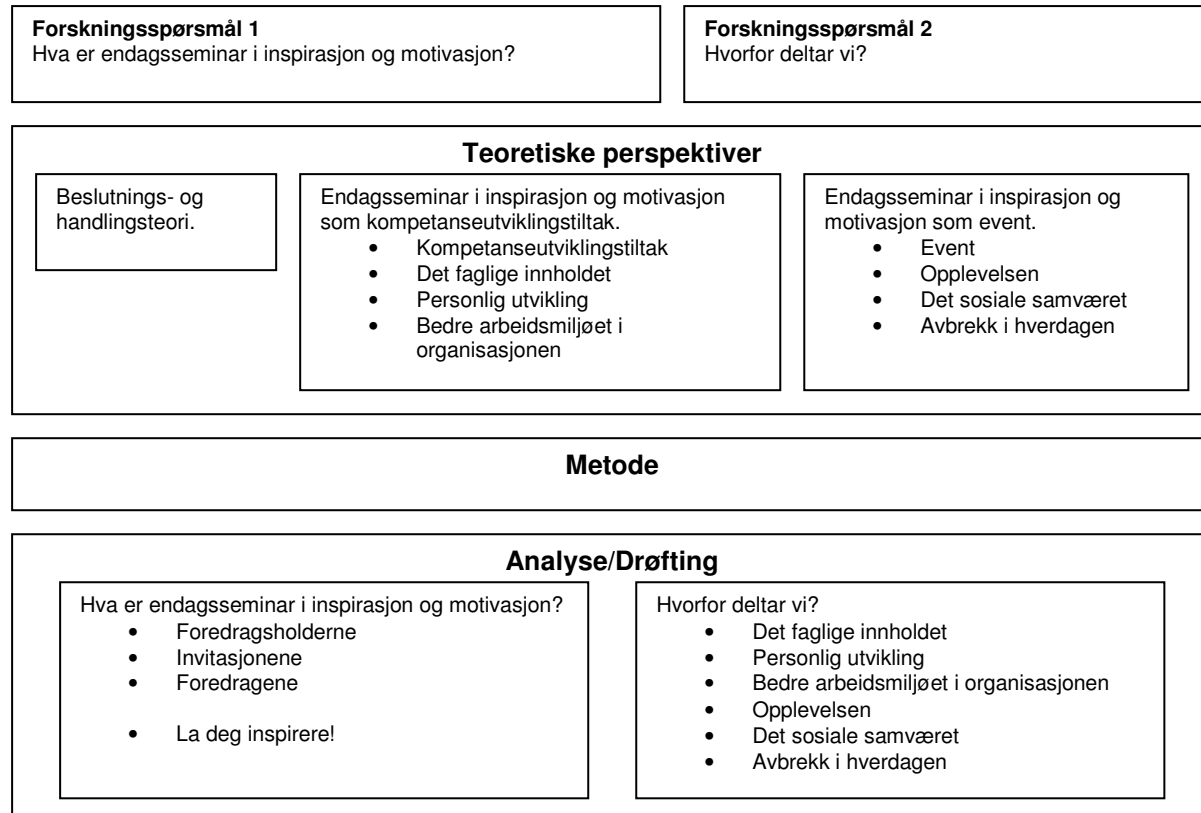 Forskningsspørsmål 1
Hva er endagsseminar i inspirasjon og motivasjon?
Forskningsspørsmål 2
Hvorfor deltar vi?
Teoretiske perspektiver
Beslutnings- og
handlingsteori.
Endagsseminar i inspirasjon og motivasjon
som kompetanseutviklingstiltak.
• Kompetanseutviklingstiltak
• Det faglige innholdet
• Personlig utvikling
• Bedre arbeidsmiljøet i
organisasjonen
Endagsseminar i inspirasjon og
motivasjon som event.
• Event
• Opplevelsen
• Det sosiale samværet
• Avbrekk i hverdagen
Metode
Analyse/Drøfting
Hva er endagsseminar i inspirasjon og motivasjon?
• Foredragsholderne
• Invitasjonene
• Foredragene
• La deg inspirere!
Hvorfor deltar vi?
• Det faglige innholdet
• Personlig utvikling
• Bedre arbeidsmiljøet i organisasjonen
• Opplevelsen
• Det sosiale samværet
• Avbrekk i hverdagen